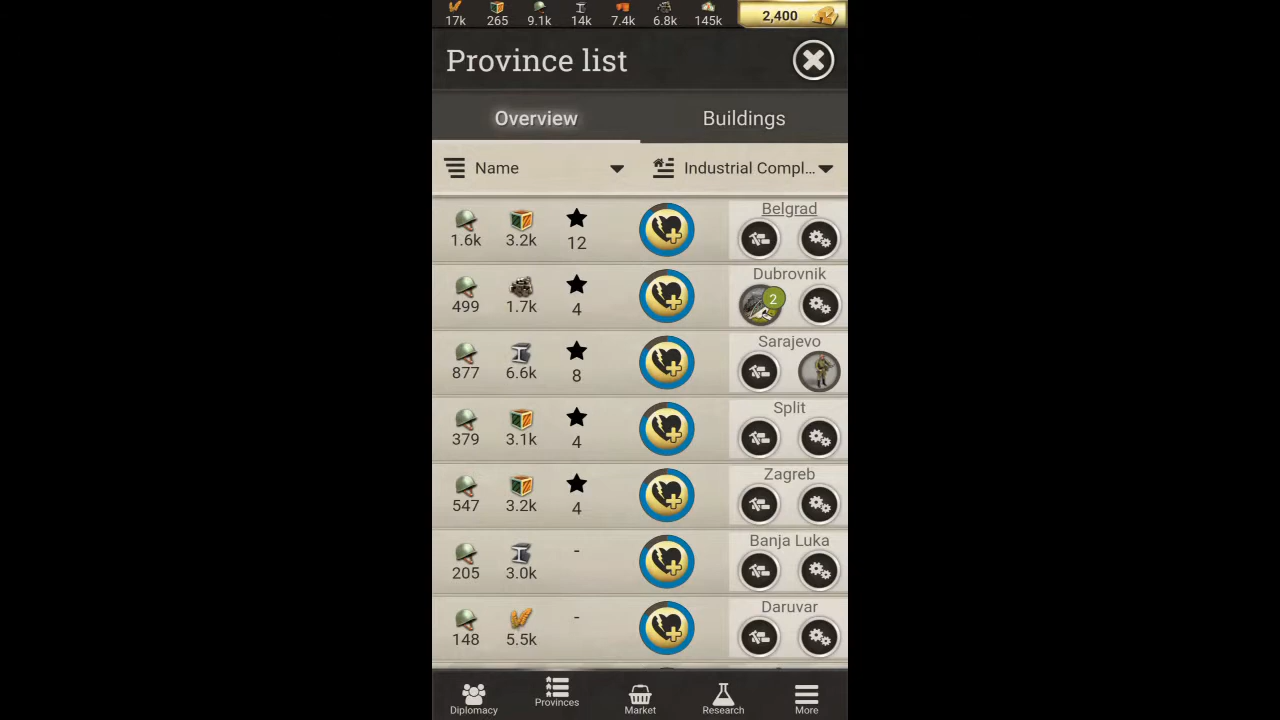 17k 265 9.1k 14k 7.4k 6.8k 145k 2,400
Province list
Overview Buildings
Name Industrial Compl...
Belgrad
1.6k 3.2k 12
Dubrovnik
2
499 1.7k 4
Sarajevo
877 6.6k 8
Split
379 3.1k 4
Zagreb
547 3.2k 4
Banja Luka
205 3.0k -
Daruvar
148 5.5k -
Diplomacy Provinces Market Research More